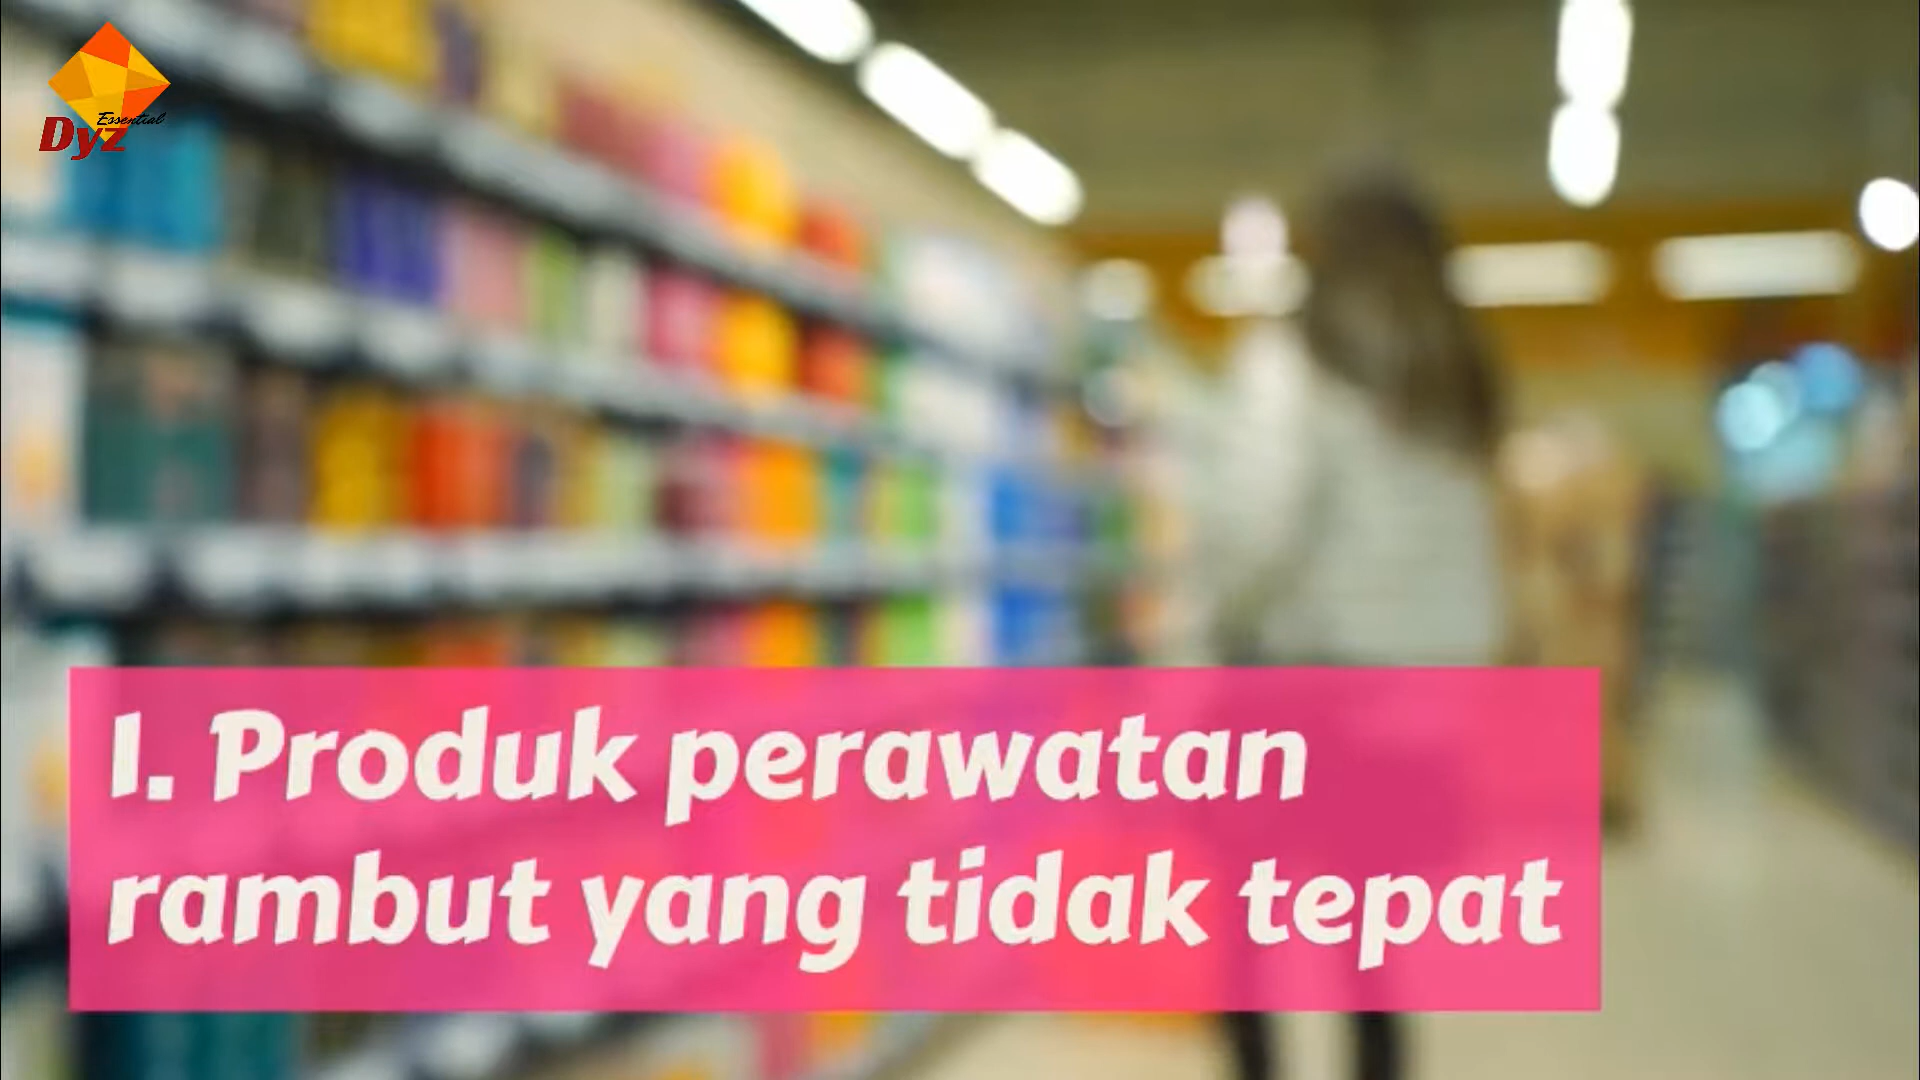 Essential
Dyz
1. Produk perawatan
rambut yang tidak tepat